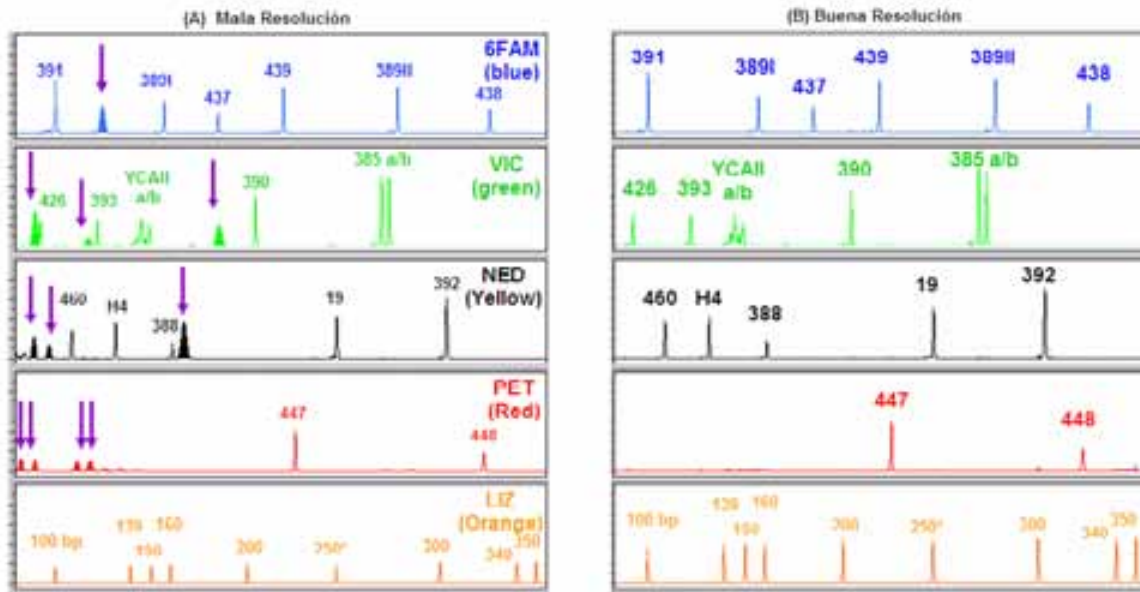 (A) Mala Resolución
6FAM
(blue)
391
389I
437
439
389II
438
VIC
(green)
426
393
YCAII
a/b
390
385 a/b
NED
(Yellow)
460
H4
388
19
392
PET
(Red)
447
448
LIZ
(Orange)
100 bp
139
150
160
200
250*
300
340
350
(B) Buena Resolución
391
389I
437
439
389II
438
426
393
YCAII
a/b
390
385 a/b
460
H4
388
19
392
447
448
100 bp
139
150
160
200
250*
300
340
350